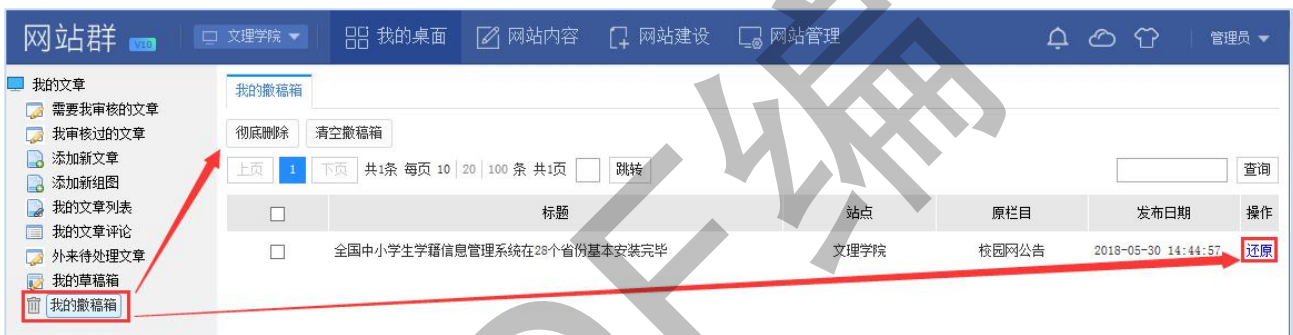 网站群 V10 文理学院 我的桌面 网站内容 网站建设 网站管理 管理员
我的文章
需要我审核的文章
我审核过的文章
添加新文章
添加新组图
我的文章列表
我的文章评论
外来待处理文章
我的草稿箱
我的撤稿箱
我的撤稿箱
彻底删除 清空撤稿箱
上页 1 下页 共1条 每页 10 20 100 条 共1页 跳转 查询
标题 站点 原栏目 发布日期 操作
全国中小学生学籍信息管理系统在28个省份基本安装完毕 文理学院 校园网公告 2018-05-30 14:44:57 还原